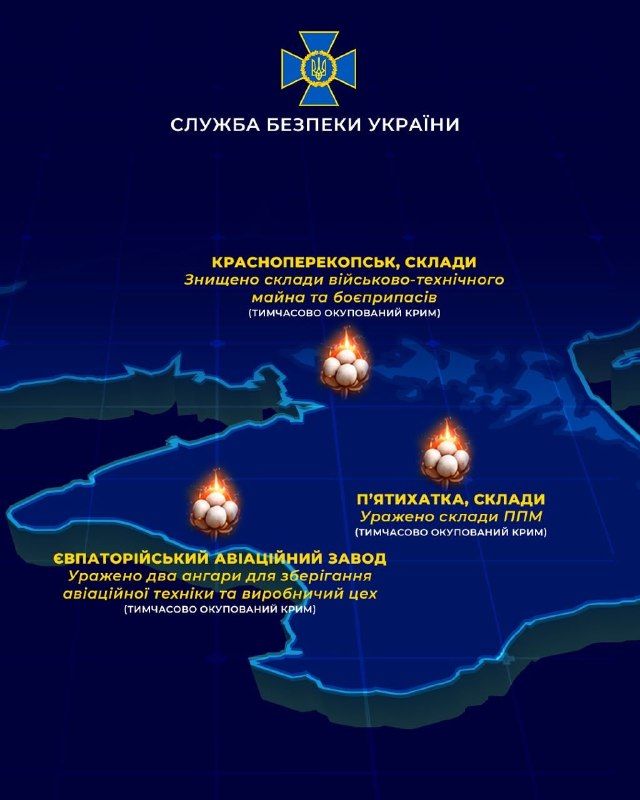 СЛУЖБА БЕЗПЕКИ УКРАЇНИ
КРАСНОПЕРЕКОПСЬК, СКЛАДИ
Знищено склади військово-технічного
майна та боєприпасів
(ТИМЧАСОВО ОКУПОВАНИЙ КРИМ)
П'ЯТИХАТКА, СКЛАДИ
Уражено склади ППМ
(ТИМЧАСОВО ОКУПОВАНИЙ КРИМ)
ЄВПАТОРІЙСЬКИЙ АВІАЦІЙНИЙ ЗАВОД
Уражено два ангари для зберігання
авіаційної техніки та виробничий цех
(ТИМЧАСОВО ОКУПОВАНИЙ КРИМ)